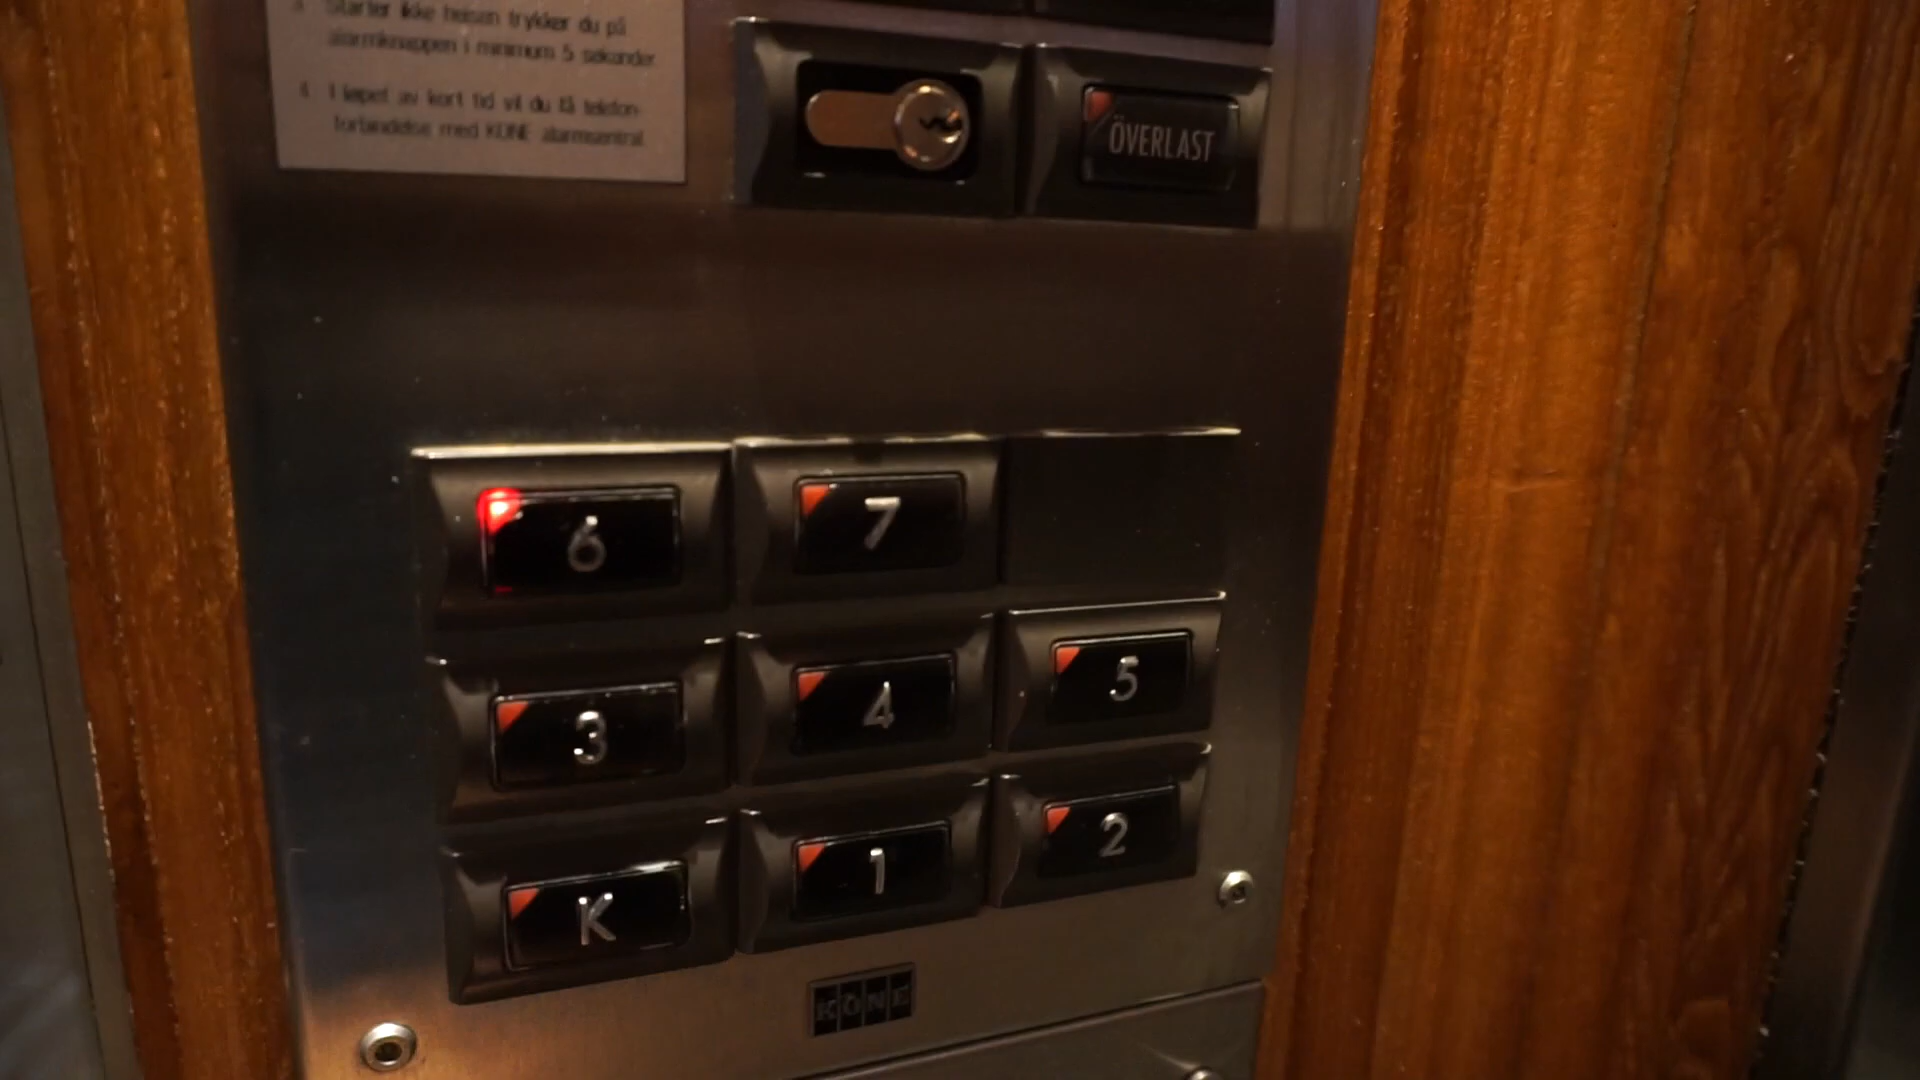 3. Starter ikke heisen trykker du på
alarmknappen i minimum 5 sekunder.
4. I løpet av kort tid vil du få telefon-
forbindelse med KONE alarmsentral.
ÖVERLAST
6 7
3 4 5
K 1 2
KONE